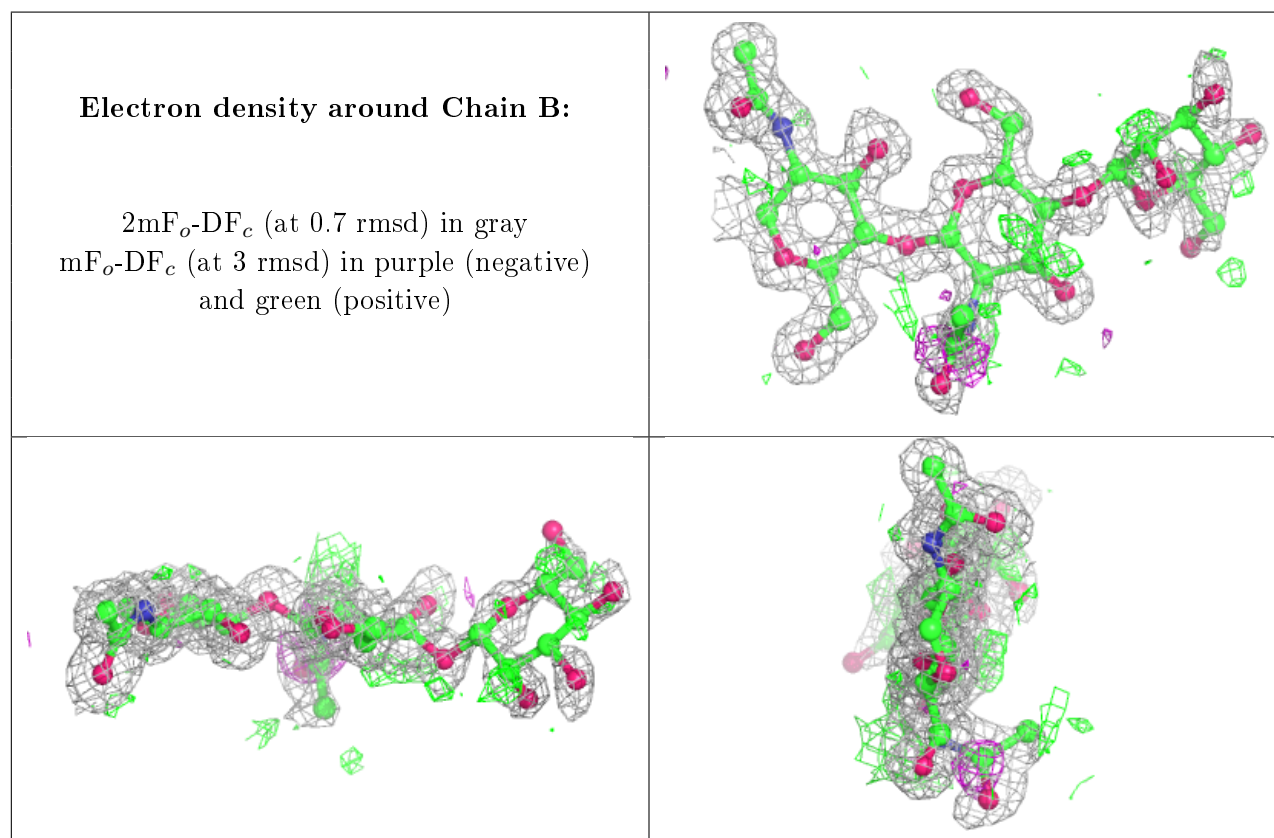 Electron density around Chain B:
2mFₒ-DF𝒸 (at 0.7 rmsd) in gray
mFₒ-DF𝒸 (at 3 rmsd) in purple (negative)
and green (positive)